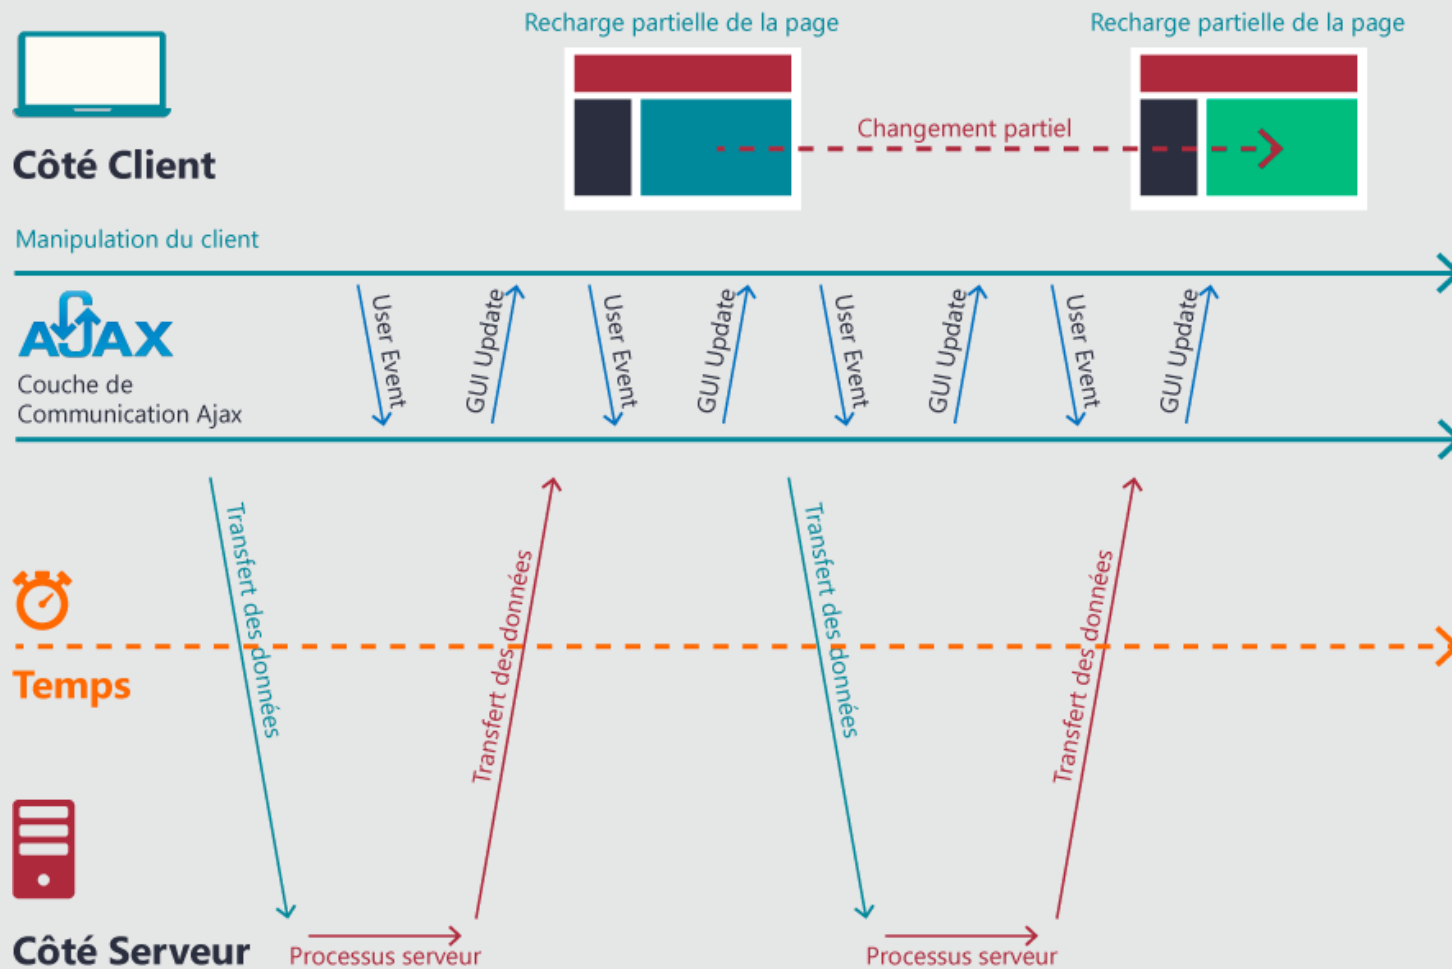 Recharge partielle de la page
Recharge partielle de la page
Changement partiel
Côté Client
Manipulation du client
AJAX
Couche de
Communication Ajax
User Event
GUI Update
User Event
GUI Update
User Event
GUI Update
User Event
GUI Update
Transfert des données
Transfert des données
Transfert des données
Transfert des données
Temps
Côté Serveur
Processus serveur
Processus serveur